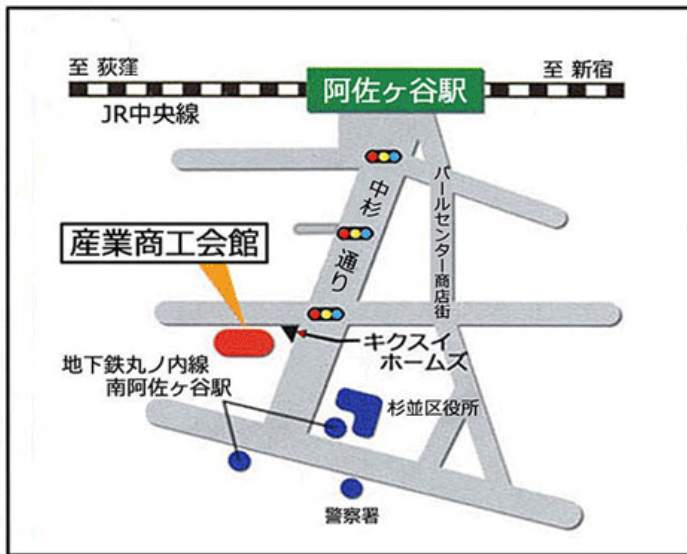 至 荻窪
阿佐ヶ谷駅
至 新宿
JR中央線
中杉通り
パールセンター商店街
産業商工会館
キクスイ
ホームズ
地下鉄丸ノ内線
南阿佐ヶ谷駅
杉並区役所
警察署